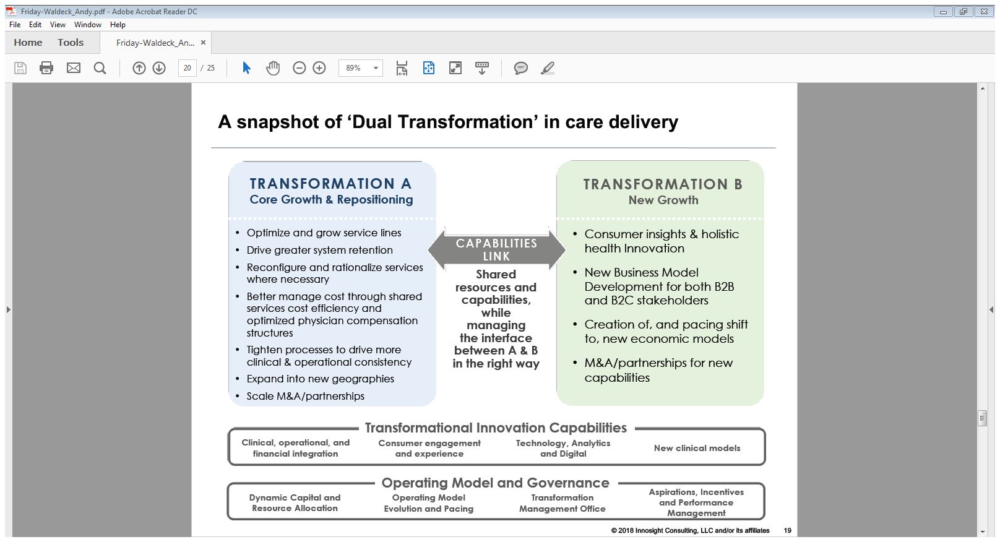 Friday-Waldeck_Andy.pdf - Adobe Acrobat Reader DC
File Edit View Window Help
Home Tools Friday-Waldeck_An... ×
20 / 25 89%
A snapshot of ‘Dual Transformation’ in care delivery
TRANSFORMATION A
Core Growth & Repositioning
• Optimize and grow service lines
• Drive greater system retention
• Reconfigure and rationalize services
where necessary
• Better manage cost through shared
services cost efficiency and
optimized physician compensation
structures
• Tighten processes to drive more
clinical & operational consistency
• Expand into new geographies
• Scale M&A/partnerships
CAPABILITIES
LINK
Shared
resources and
capabilities,
while
managing
the interface
between A & B
in the right way
TRANSFORMATION B
New Growth
• Consumer insights & holistic
health Innovation
• New Business Model
Development for both B2B
and B2C stakeholders
• Creation of, and pacing shift
to, new economic models
• M&A/partnerships for new
capabilities
Transformational Innovation Capabilities
Clinical, operational, and
financial integration
Consumer engagement
and experience
Technology, Analytics
and Digital
New clinical models
Operating Model and Governance
Dynamic Capital and
Resource Allocation
Operating Model
Evolution and Pacing
Transformation
Management Office
Aspirations, Incentives
and Performance
Management
© 2018 Innosight Consulting, LLC and/or its affiliates 19